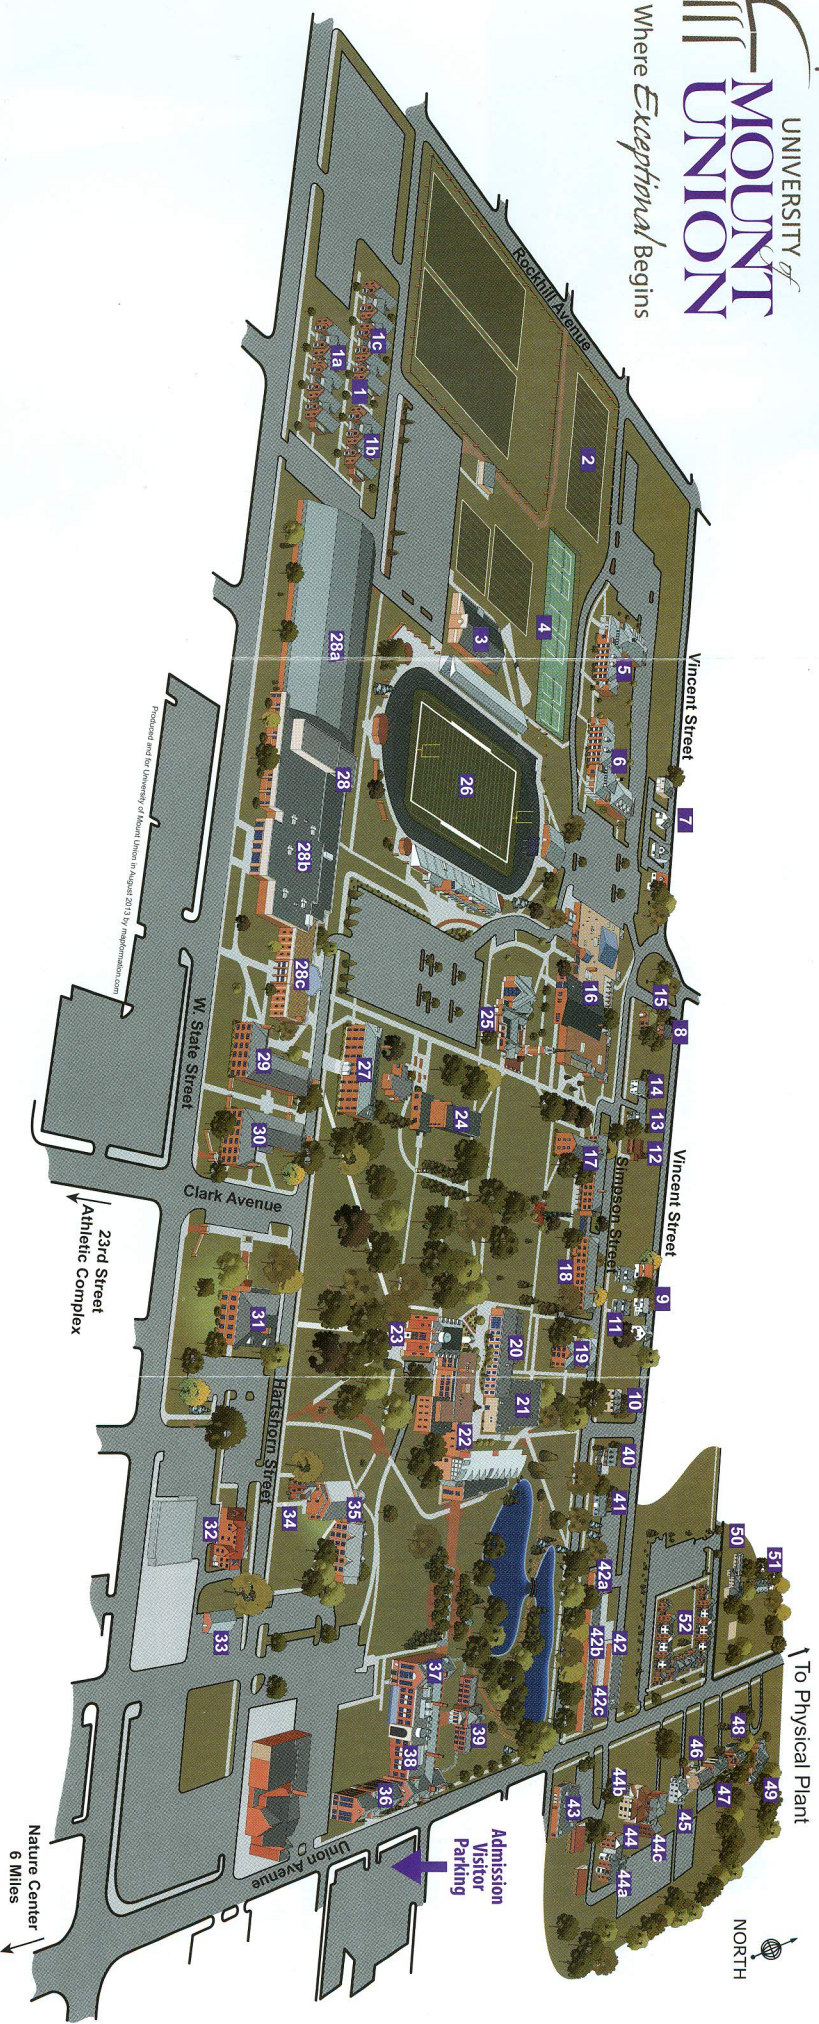 UNIVERSITY of
MOUNT
UNION
Where Exceptional Begins
Rockhill Avenue
Vincent Street
Vincent Street
Simpson Street
W. State Street
Clark Avenue
Hartshorn Street
Union Avenue
23rd Street
Athletic Complex
To Physical Plant
Admission
Visitor
Parking
Nature Center
6 Miles
NORTH
Produced and for University of Mount Union in August 2013 by mapformation.com
1
1a
1b
1c
2
3
4
5
6
7
8
9
10
11
12
13
14
15
16
17
18
19
20
21
22
23
24
25
26
27
28
28a
28b
28c
29
30
31
32
33
34
35
36
37
38
39
40
41
42
42a
42b
42c
43
44
44a
44b
44c
45
46
47
48
49
50
51
52